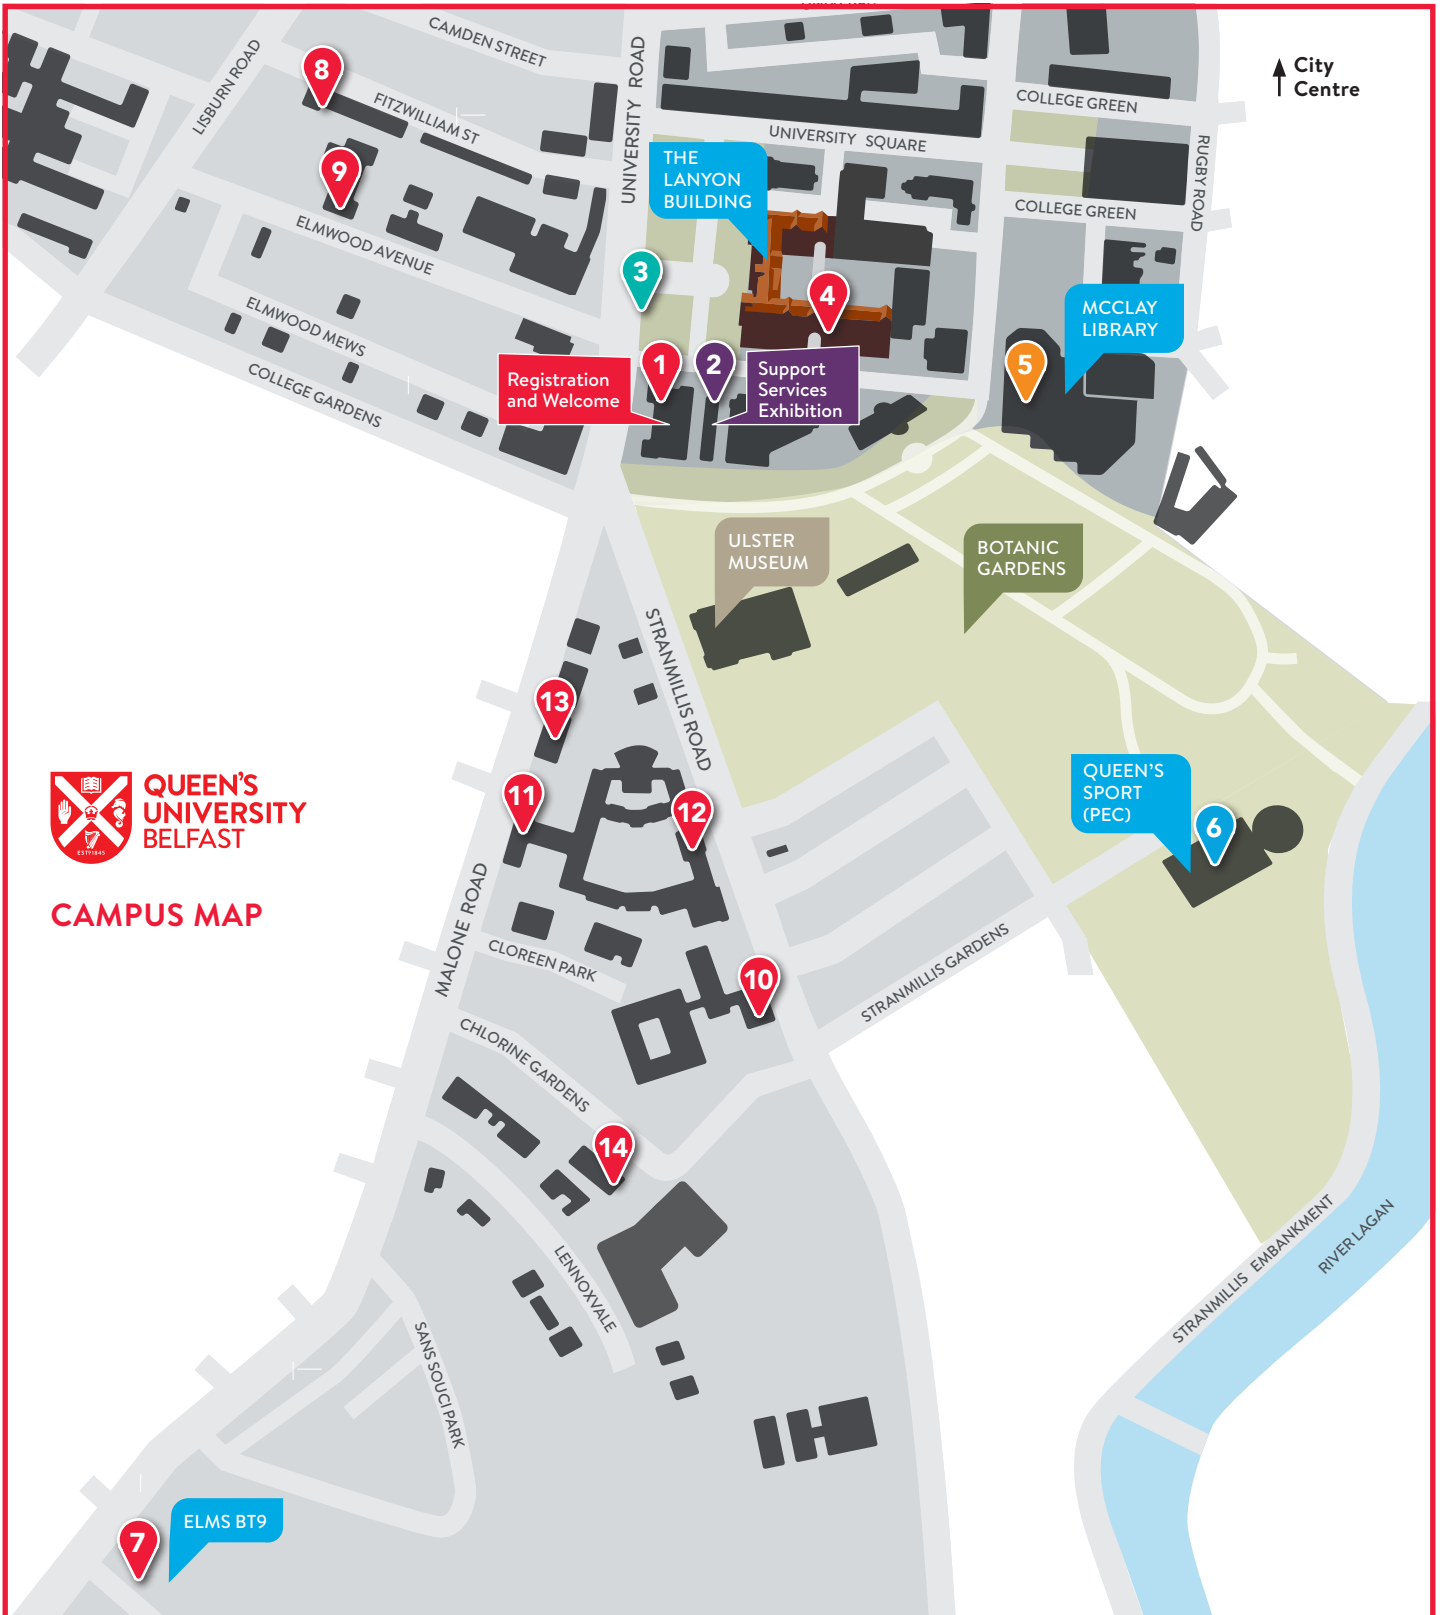 CAMDEN STREET
LISBURN ROAD
8
FITZWILLIAM ST
UNIVERSITY ROAD
City
Centre
COLLEGE GREEN
UNIVERSITY SQUARE
RUGBY ROAD
THE
LANYON
BUILDING
9
COLLEGE GREEN
ELMWOOD AVENUE
3
4
MCCLAY
LIBRARY
ELMWOOD MEWS
COLLEGE GARDENS
Registration
and Welcome
1
2
Support
Services
Exhibition
5
ULSTER
MUSEUM
BOTANIC
GARDENS
STRANMILLIS ROAD
13
QUEEN'S
UNIVERSITY
BELFAST
ESTD1845
CAMPUS MAP
11
12
QUEEN'S
SPORT
(PEC)
6
MALONE ROAD
CLOREEN PARK
10
STRANMILLIS GARDENS
CHLORINE GARDENS
14
LENNOXVALE
STRANMILLIS EMBANKMENT
RIVER LAGAN
SANS SOUCI PARK
7
ELMS BT9